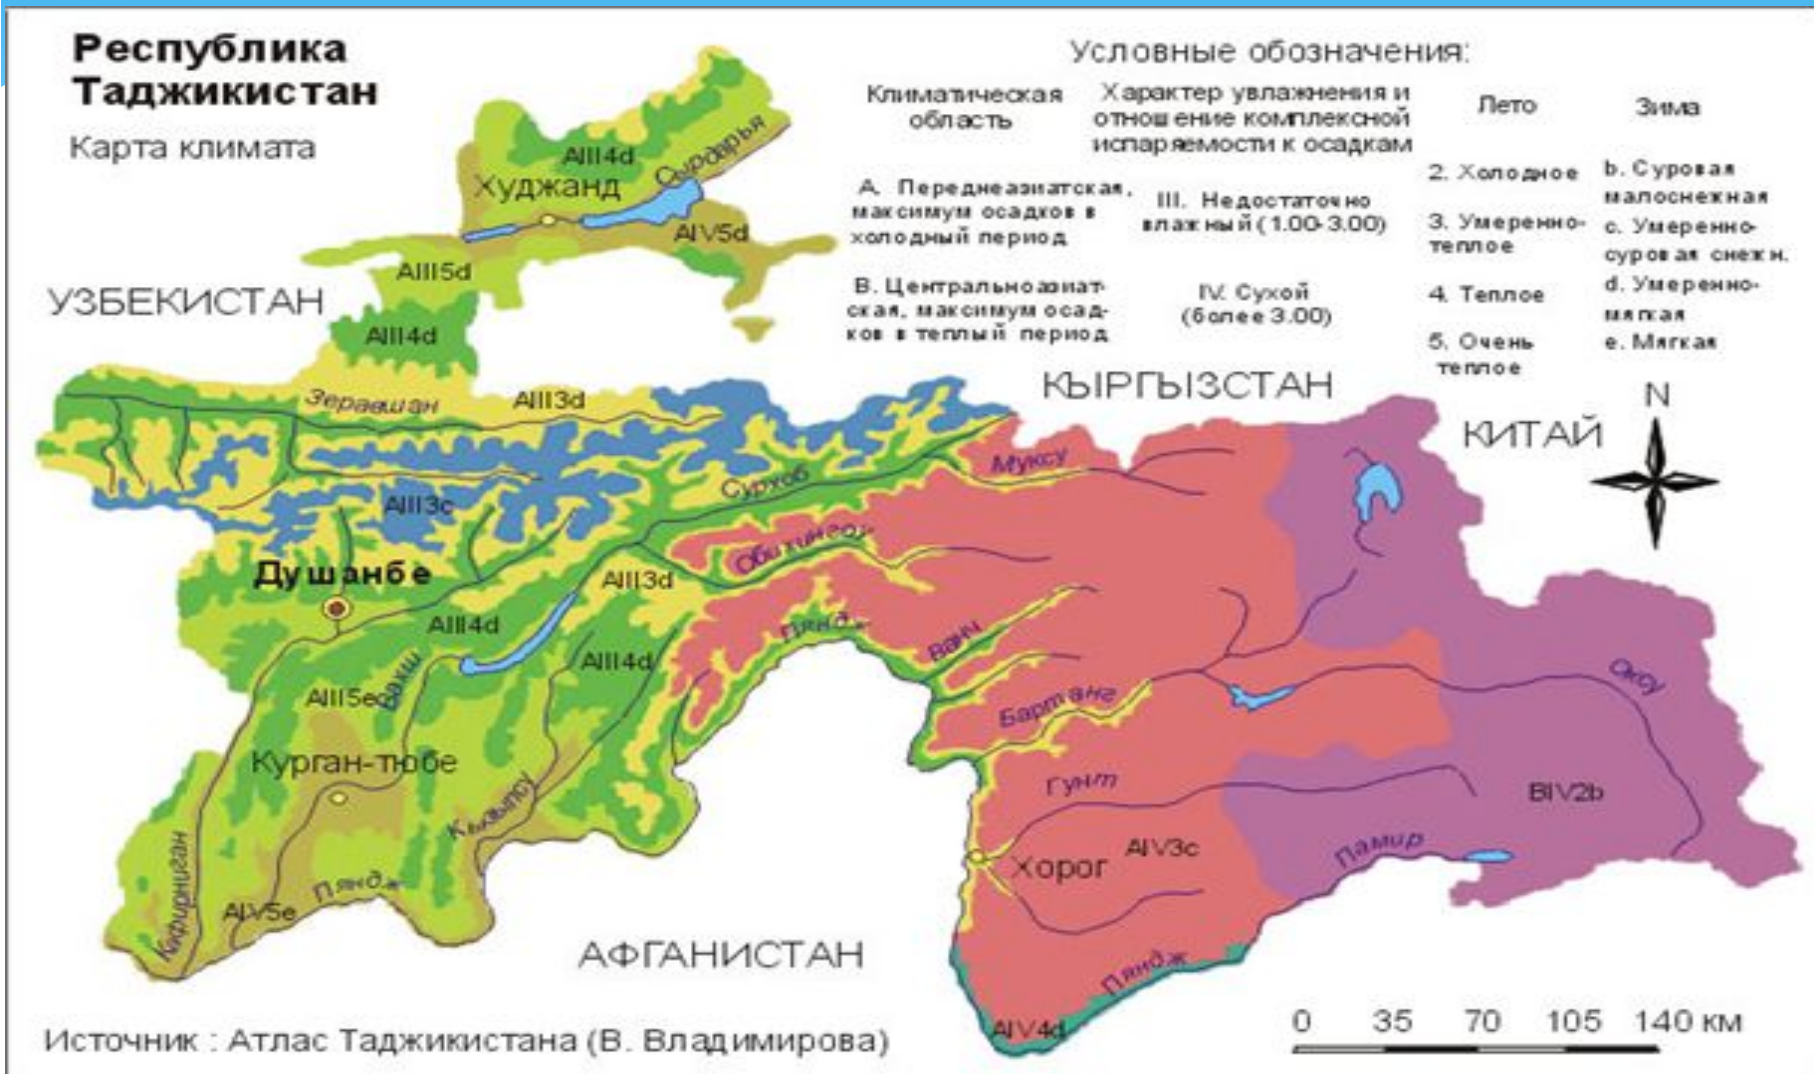 Республика
Таджикистан
Карта климата
Условные обозначения:
Климатическая
область
Характер увлажнения и
отношение комплексной
испаряемости к осадкам
Лето
Зима
А. Переднеазиатская,
максимум осадков в
холодный период
В. Центральноазиат-
ская, максимум осад-
ков в теплый период
III. Недостаточно
влажный (1.00-3.00)
IV. Сухой
(более 3.00)
2. Холодное
3. Умеренно-
теплое
4. Теплое
5. Очень
теплое
b. Суровая
малоснежная
c. Умеренно-
суровая снежн.
d. Умеренно-
мягкая
e. Мягкая
AIII4d
Сырдарья
Худжанд
AIV5d
AIII5d
УЗБЕКИСТАН
AIII4d
КЫРГЫЗСТАН
N
КИТАЙ
Зеравшан
AIII3d
Муксу
Сурхоб
AIII3c
Обихингоу
Душанбе
AIII3d
AIII4d
Пяндж
Ванч
AIII4d
Вахш
AIII5e
Бартанг
Оксу
Курган-тюбе
Гунт
BIV2b
Кызылсу
Кафирниган
Хорог
AIV3c
Памир
Пяндж
AIV5e
АФГАНИСТАН
Пяндж
AIV4d
Источник : Атлас Таджикистана (В. Владимирова)
0 35 70 105 140 км